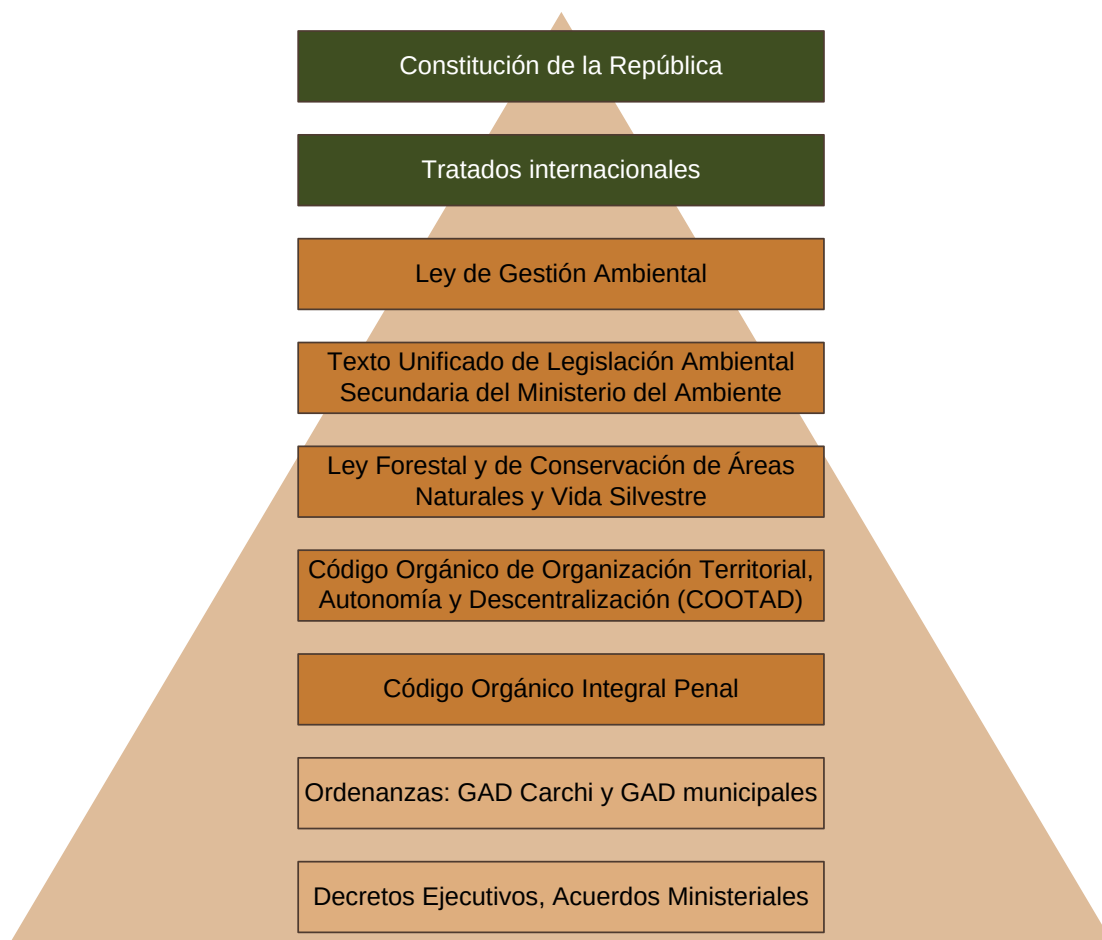 Constitución de la República
Tratados internacionales
Ley de Gestión Ambiental
Texto Unificado de Legislación Ambiental
Secundaria del Ministerio del Ambiente
Ley Forestal y de Conservación de Áreas
Naturales y Vida Silvestre
Código Orgánico de Organización Territorial,
Autonomía y Descentralización (COOTAD)
Código Orgánico Integral Penal
Ordenanzas: GAD Carchi y GAD municipales
Decretos Ejecutivos, Acuerdos Ministeriales